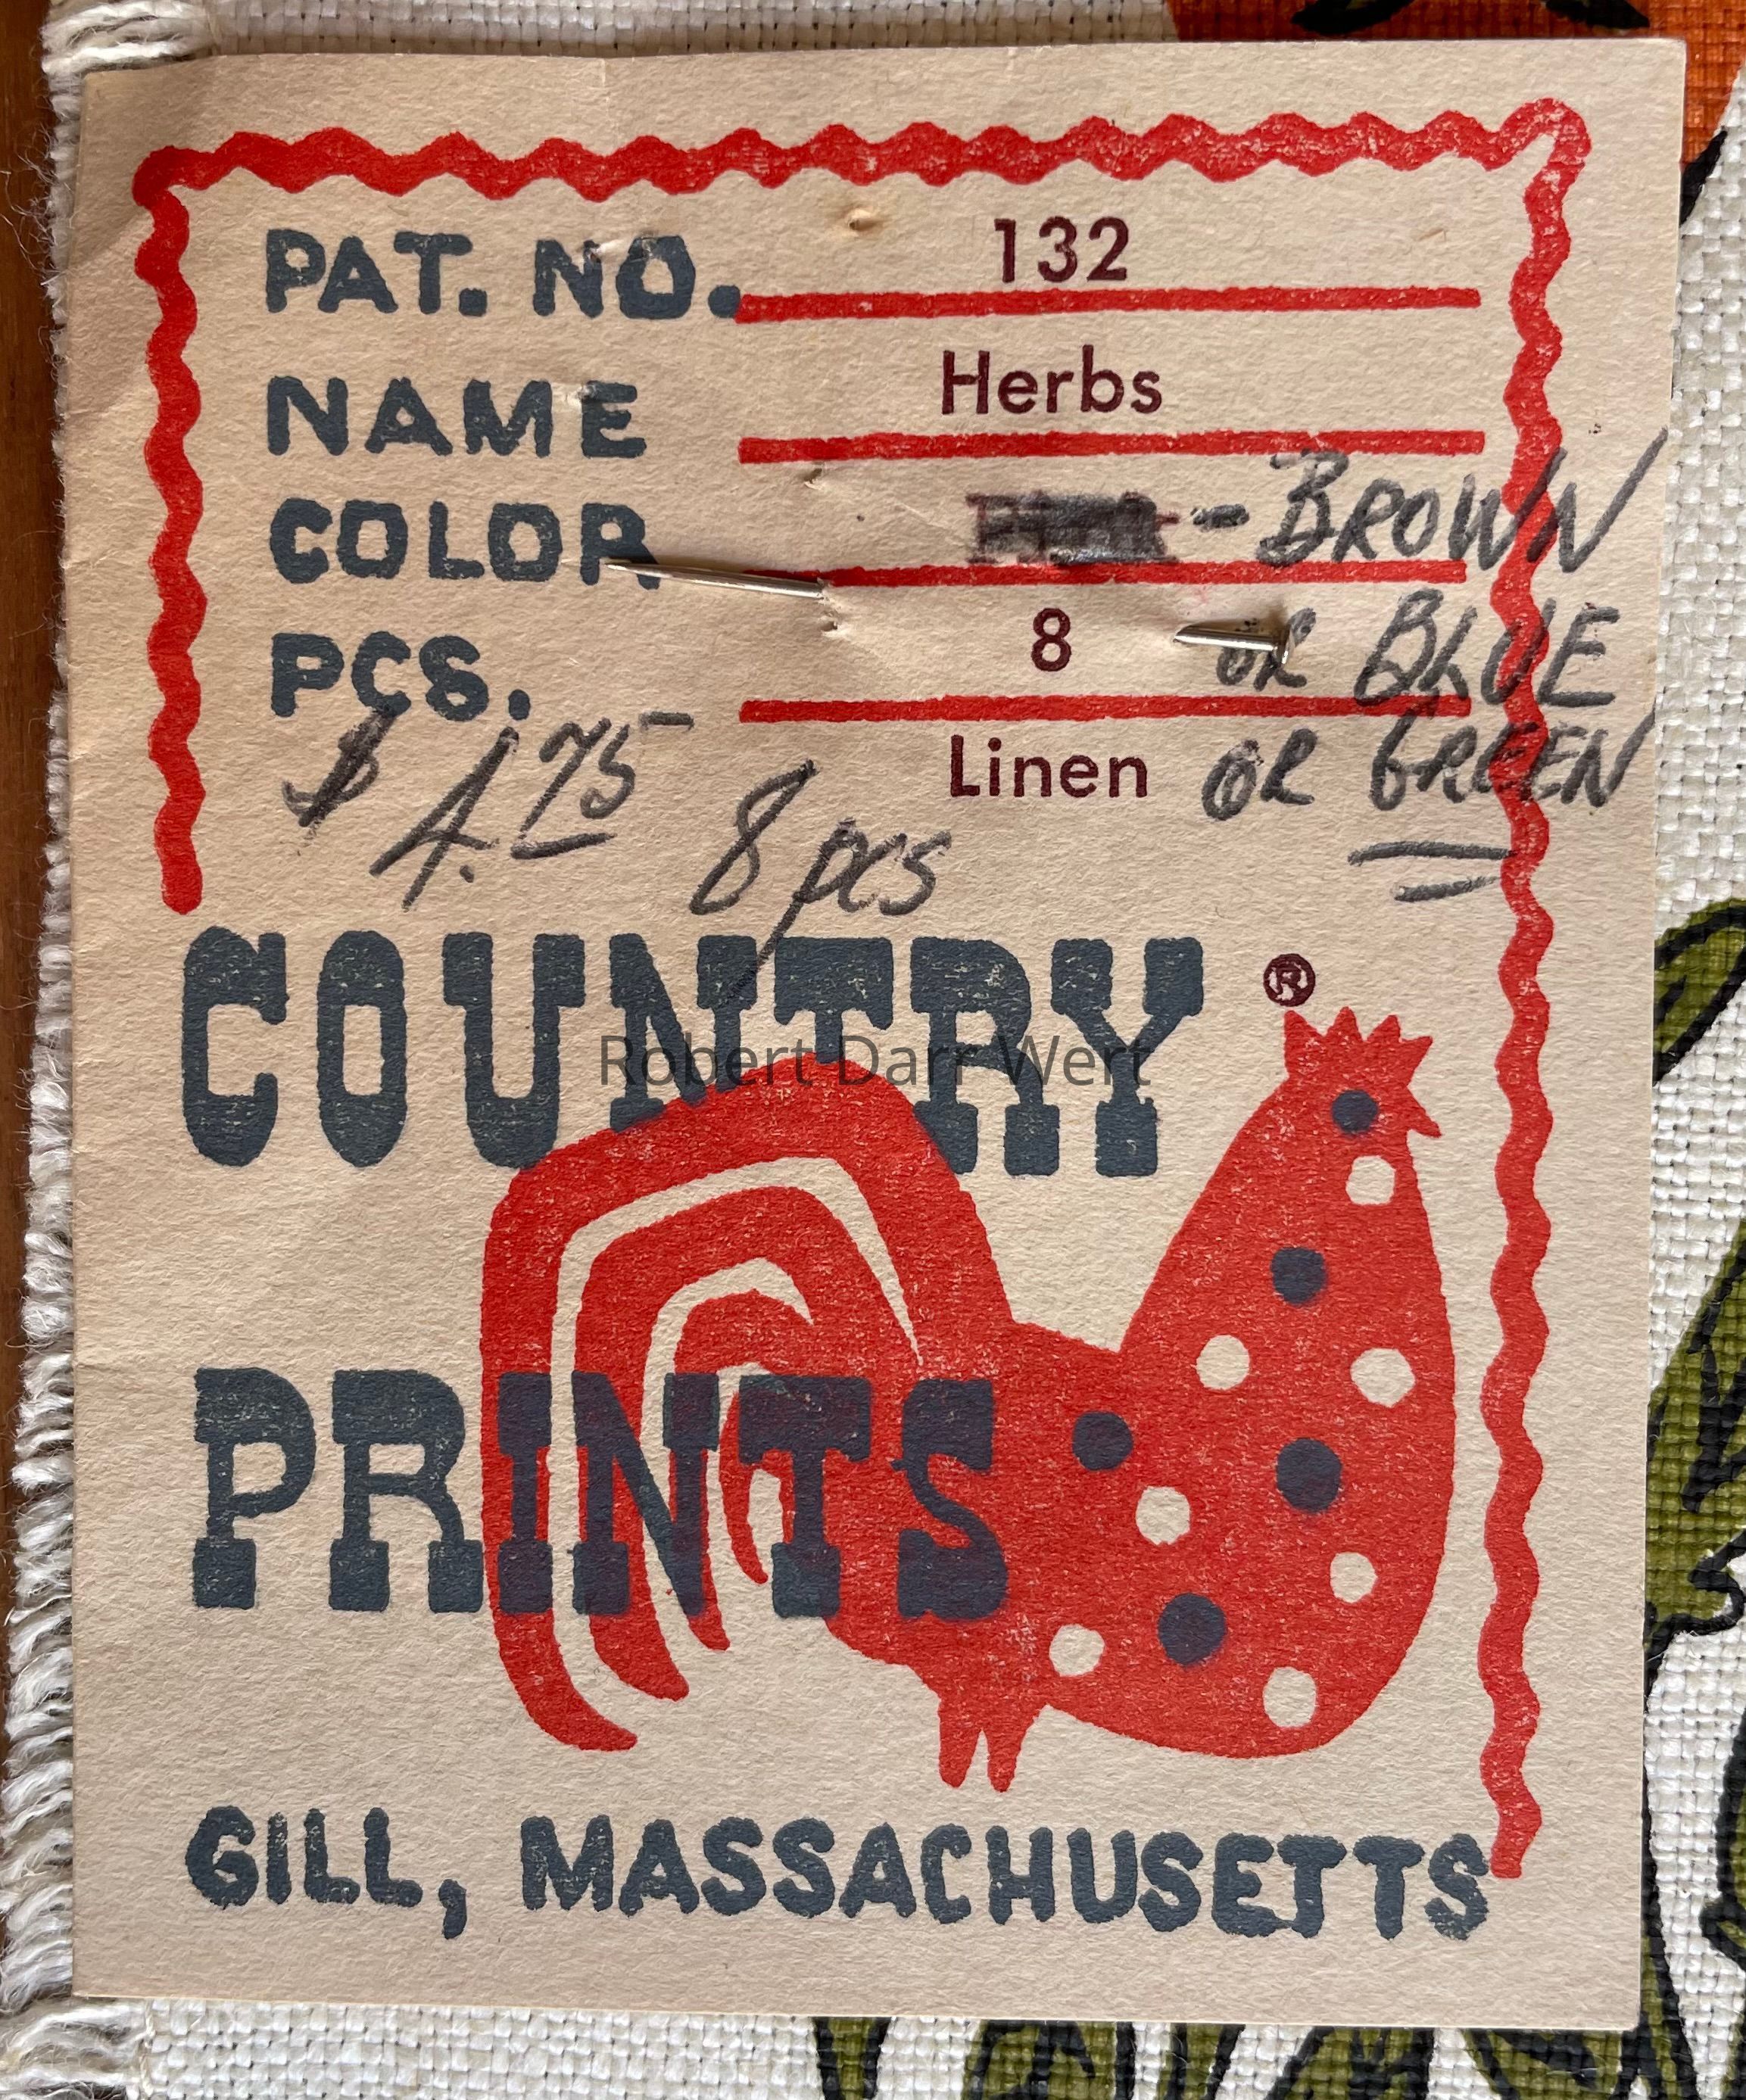 PAT. NO. 132
NAME Herbs
COLOR - BROWN
PCS. 8 OR BLUE
$4.75 8 pcs Linen OR GREEN
COUNTRY ®
Robert Darr Wert
PRINTS
GILL, MASSACHUSETTS